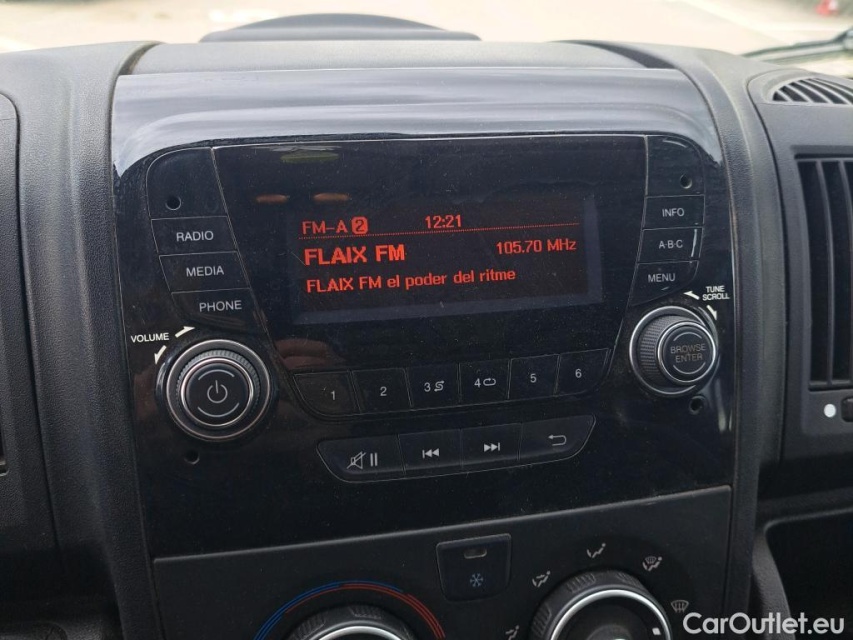 FM-A 2 12:21
FLAIX FM 105.70 MHz
FLAIX FM el poder del ritme
RADIO
MEDIA
PHONE
INFO
A·B·C
MENU
VOLUME
TUNE
SCROLL
BROWSE
ENTER
1 2 3 4 5 6
CarOutlet.eu